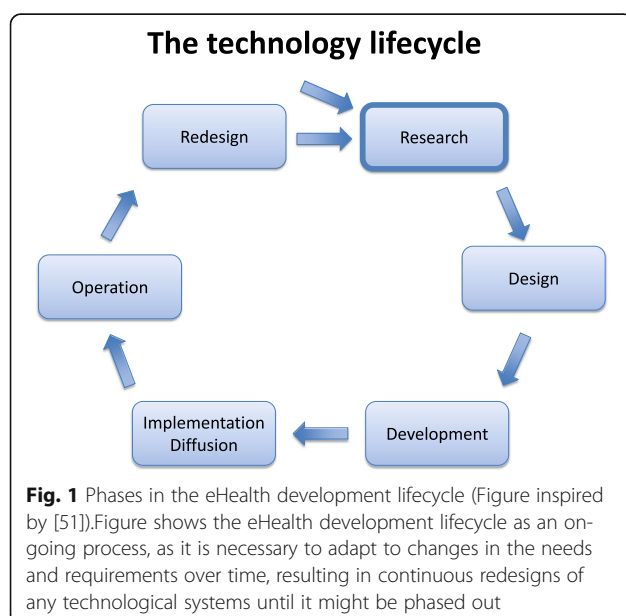 The technology lifecycle
Redesign
Research
Operation
Design
Implementation
Diffusion
Development
Fig. 1 Phases in the eHealth development lifecycle (Figure inspired
by [51]).Figure shows the eHealth development lifecycle as an on-
going process, as it is necessary to adapt to changes in the needs
and requirements over time, resulting in continuous redesigns of
any technological systems until it might be phased out